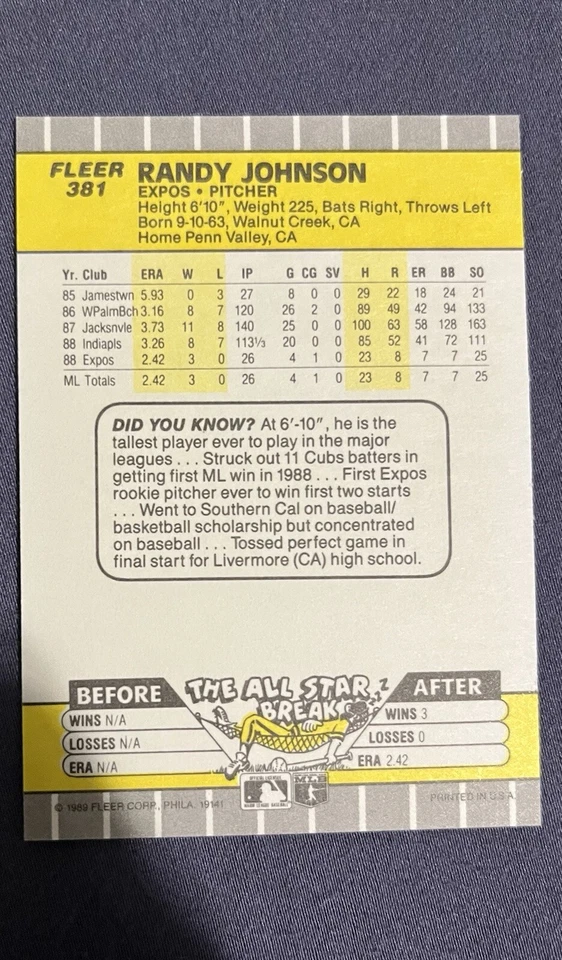 FLEER
381
RANDY JOHNSON
EXPOS • PITCHER
Height 6'10", Weight 225, Bats Right, Throws Left
Born 9-10-63, Walnut Creek, CA
Home Penn Valley, CA
Yr. Club ERA W L IP G CG SV H R ER BB SO
85 Jamestwn 5.93 0 3 27 8 0 0 29 22 18 24 21
86 WPalmBch 3.16 8 7 120 26 2 0 89 49 42 94 133
87 Jacksnvle 3.73 11 8 140 25 0 0 100 63 58 128 163
88 Indiapls 3.26 8 7 113⅓ 20 0 0 85 52 41 72 111
88 Expos 2.42 3 0 26 4 1 0 23 8 7 7 25
ML Totals 2.42 3 0 26 4 1 0 23 8 7 7 25
DID YOU KNOW? At 6'-10", he is the
tallest player ever to play in the major
leagues . . . Struck out 11 Cubs batters in
getting first ML win in 1988 . . . First Expos
rookie pitcher ever to win first two starts
. . . Went to Southern Cal on baseball/
basketball scholarship but concentrated
on baseball . . . Tossed perfect game in
final start for Livermore (CA) high school.
BEFORE
THE ALL STAR
BREAK
Z Z Z
AFTER
WINS N/A
WINS 3
LOSSES N/A
LOSSES 0
ERA N/A
ERA 2.42
OFFICIAL LICENSEE
MAJOR LEAGUE BASEBALL
MLB
© 1989 FLEER CORP., PHILA. 19141
PRINTED IN U.S.A.